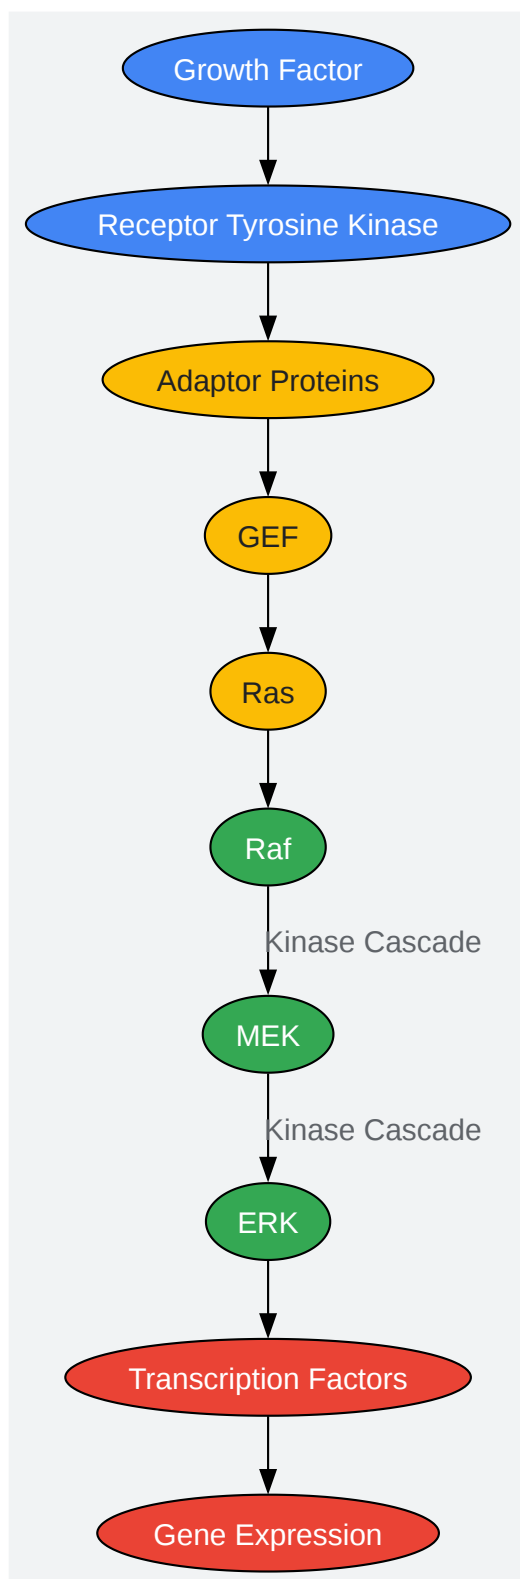 Growth Factor
Receptor Tyrosine Kinase
Adaptor Proteins
GEF
Ras
Raf
Kinase Cascade
MEK
Kinase Cascade
ERK
Transcription Factors
Gene Expression